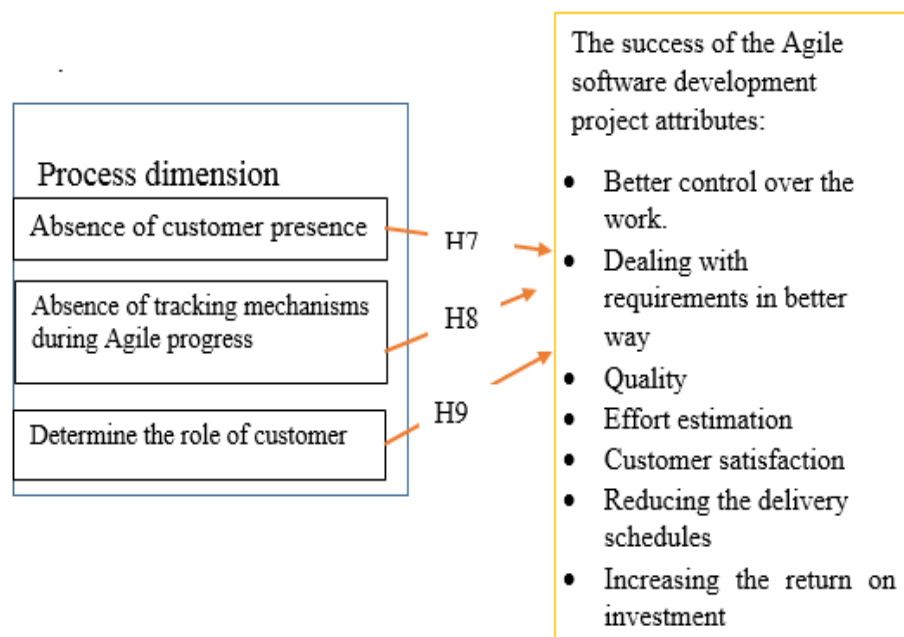 Process dimension
Absence of customer presence
Absence of tracking mechanisms
during Agile progress
Determine the role of customer
H7
H8
H9
The success of the Agile
software development
project attributes:
• Better control over the
work.
• Dealing with
requirements in better
way
• Quality
• Effort estimation
• Customer satisfaction
• Reducing the delivery
schedules
• Increasing the return on
investment